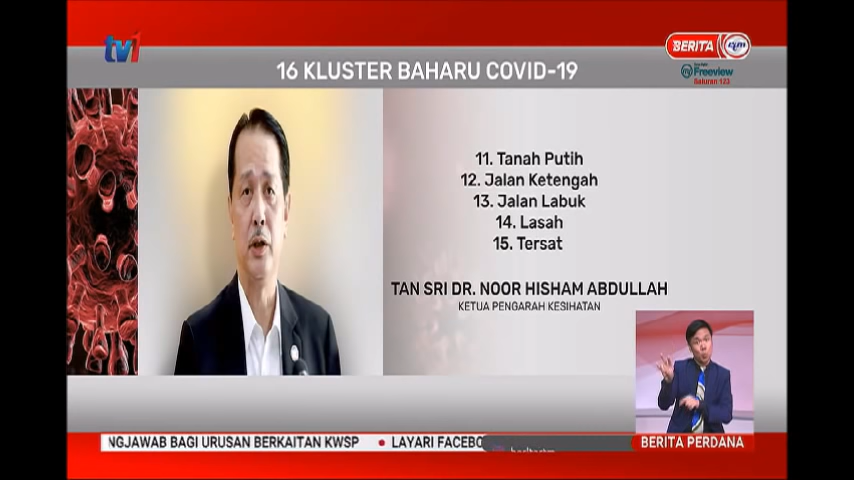 tv1
BERITA rtm
myFreeview
Saluran 123
16 KLUSTER BAHARU COVID-19
11. Tanah Putih
12. Jalan Ketengah
13. Jalan Labuk
14. Lasah
15. Tersat
TAN SRI DR. NOOR HISHAM ABDULLAH
KETUA PENGARAH KESIHATAN
NGJAWAB BAGI URUSAN BERKAITAN KWSP • LAYARI FACEBO
BERITA PERDANA